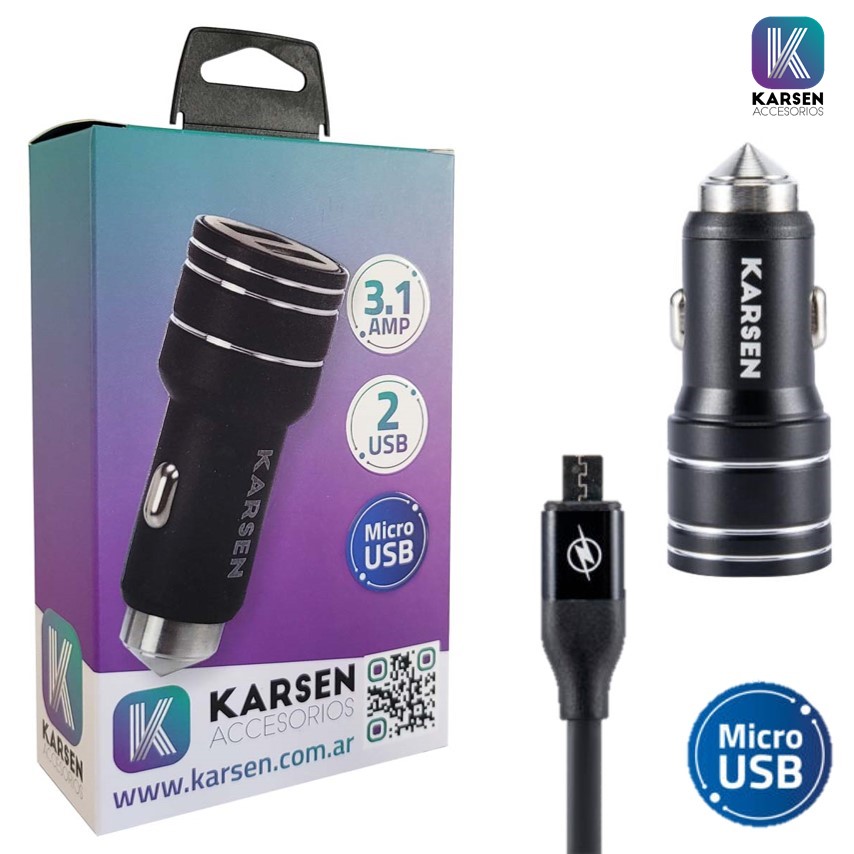 KARSEN
ACCESORIOS
3.1
AMP
2
USB
Micro
USB
KARSEN
KARSEN
ACCESORIOS
www.karsen.com.ar
KARSEN
ACCESORIOS
KARSEN
Micro
USB